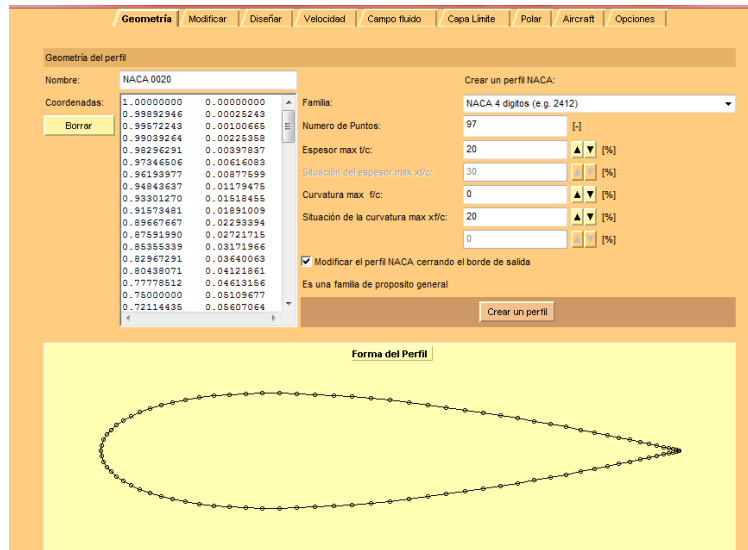 Geometría Modificar Diseñar Velocidad Campo fluido Capa Límite Polar Aircraft Opciones
Geometría del perfil
Nombre: NACA 0020
Crear un perfil NACA:
Coordenadas:
Borrar
1.00000000 0.00000000
0.99892946 0.00025243
0.99572243 0.00100665
0.99039264 0.00225358
0.98296291 0.00397837
0.97346506 0.00616083
0.96193977 0.00877599
0.94843637 0.01179475
0.93301270 0.01518455
0.91573481 0.01891009
0.89667667 0.02293394
0.87591990 0.02721715
0.85355339 0.03171966
0.82967291 0.03640063
0.80438071 0.04121861
0.77778512 0.04613156
0.75000000 0.05109677
0.72114435 0.05607064
Familia: NACA 4 digitos (e.g. 2412)
Numero de Puntos: 97 [-]
Espesor max t/c: 20 [%]
Situación del espesor max xt/c: 30 [%]
Curvatura max f/c: 0 [%]
Situación de la curvatura max xf/c: 20 [%]
0 [%]
Modificar el perfil NACA cerrando el borde de salida
Es una familia de proposito general
Crear un perfil
Forma del Perfil